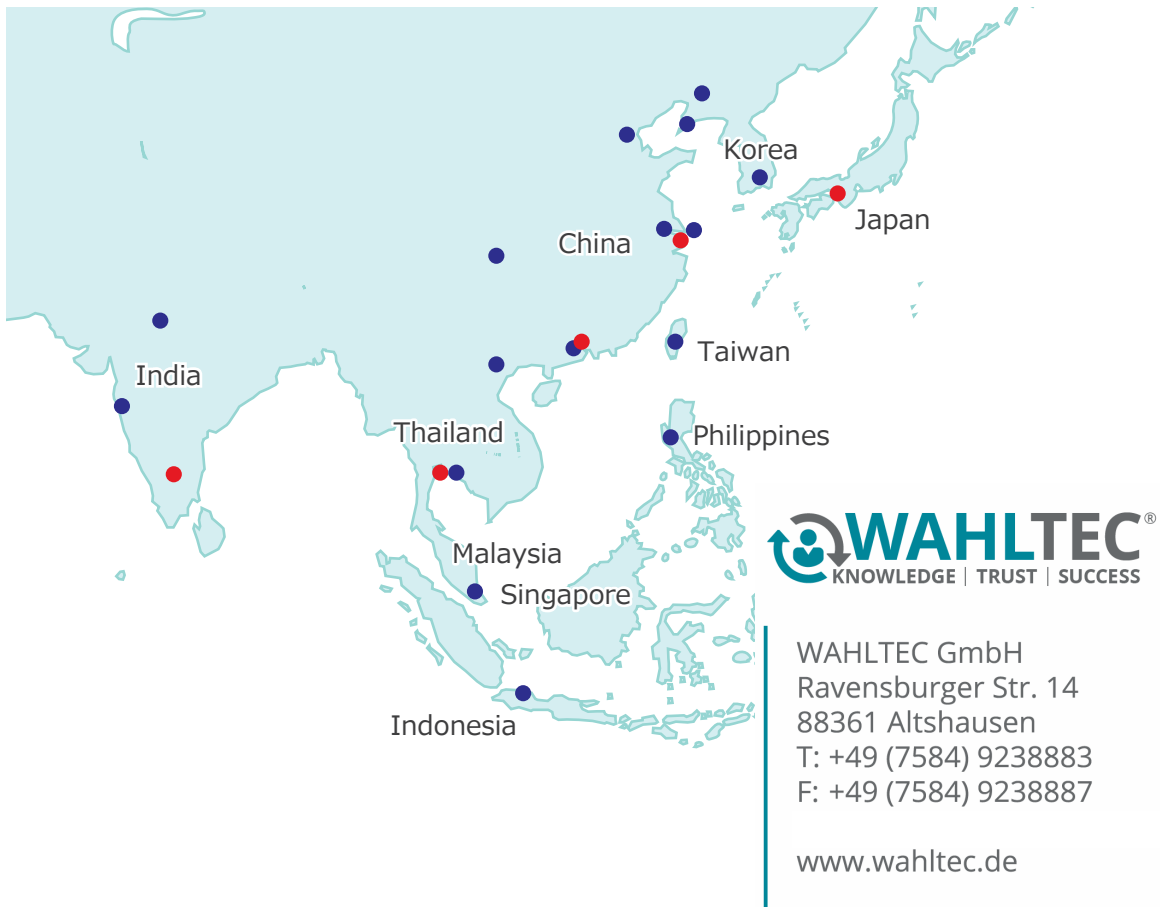 Korea
Japan
China
Taiwan
India
Thailand
Philippines
Malaysia
Singapore
Indonesia
WAHLTEC®
KNOWLEDGE | TRUST | SUCCESS
WAHLTEC GmbH
Ravensburger Str. 14
88361 Altshausen
T: +49 (7584) 9238883
F: +49 (7584) 9238887
www.wahltec.de